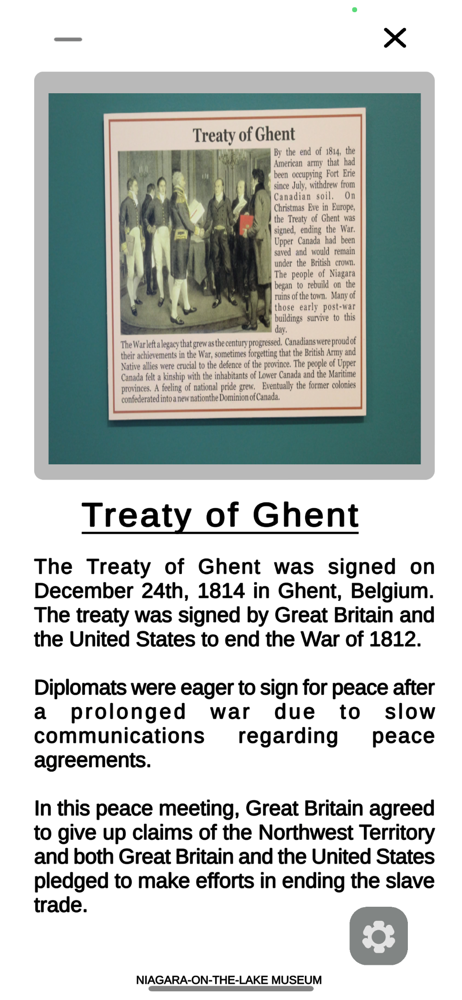 Treaty of Ghent
By the end of 1814, the
American army that had
been occupying Fort Erie
since July, withdrew from
Canadian soil. On
Christmas Eve in Europe,
the Treaty of Ghent was
signed, ending the War.
Upper Canada had been
saved and would remain
under the British crown.
The people of Niagara
began to rebuild on the
ruins of the town. Many of
those early post-war
buildings survive to this
day.
The War left a legacy that grew as the century progressed. Canadians were proud of
their achievements in the War, sometimes forgetting that the British Army and
Native allies were crucial to the defence of the province. The people of Upper
Canada felt a kinship with the inhabitants of Lower Canada and the Maritime
provinces. A feeling of national pride grew. Eventually the former colonies
confederated into a new nationthe Dominion of Canada.
Treaty of Ghent
The Treaty of Ghent was signed on
December 24th, 1814 in Ghent, Belgium.
The treaty was signed by Great Britain and
the United States to end the War of 1812.
Diplomats were eager to sign for peace after
a prolonged war due to slow
communications regarding peace
agreements.
In this peace meeting, Great Britain agreed
to give up claims of the Northwest Territory
and both Great Britain and the United States
pledged to make efforts in ending the slave
trade.
NIAGARA-ON-THE-LAKE MUSEUM